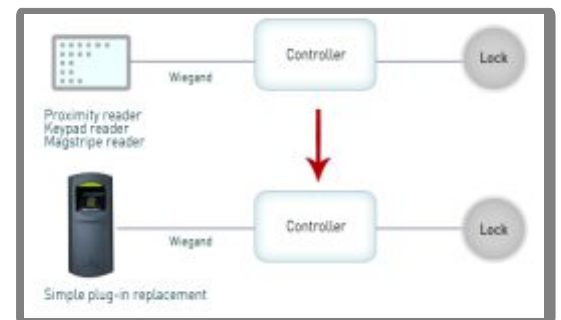 Controller
Lock
Wiegand
Proximity reader
Keypad reader
Magstripe reader
Controller
Lock
Wiegand
Simple plug-in replacement